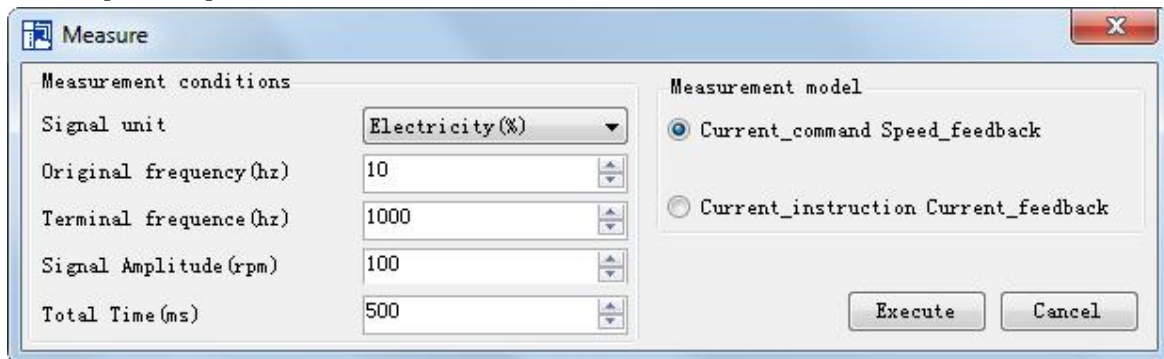 Measure
Measurement conditions
Signal unit
Electricity(%)
Original frequency(hz)
10
Terminal frequence(hz)
1000
Signal Amplitude(rpm)
100
Total Time(ms)
500
Measurement model
Current_command Speed_feedback
Current_instruction Current_feedback
Execute
Cancel